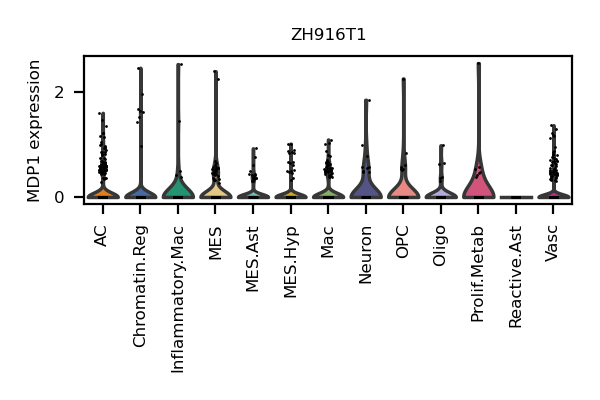 ZH916T1
MDP1 expression
2
0
AC
Chromatin.Reg
Inflammatory.Mac
MES
MES.Ast
MES.Hyp
Mac
Neuron
OPC
Oligo
Prolif.Metab
Reactive.Ast
Vasc